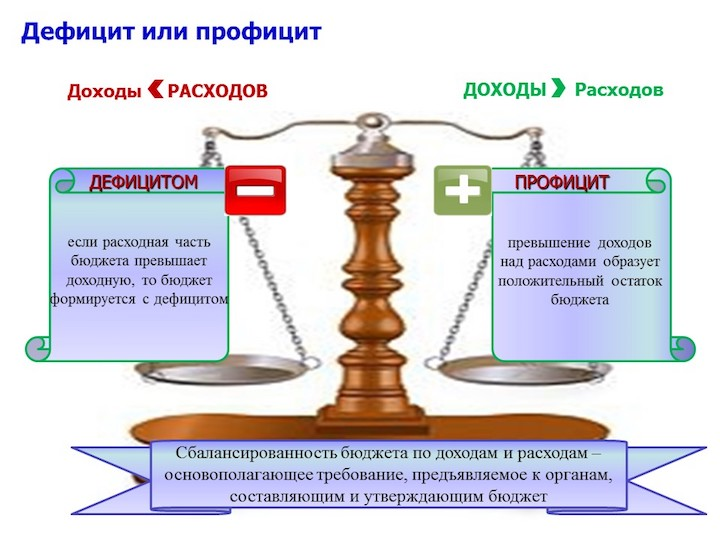 Дефицит или профицит
Доходы < РАСХОДОВ
ДОХОДЫ > Расходов
ДЕФИЦИТОМ
если расходная часть
бюджета превышает
доходную, то бюджет
формируется с дефицитом
ПРОФИЦИТ
превышение доходов
над расходами образует
положительный остаток
бюджета
Сбалансированность бюджета по доходам и расходам –
основополагающее требование, предъявляемое к органам,
составляющим и утверждающим бюджет